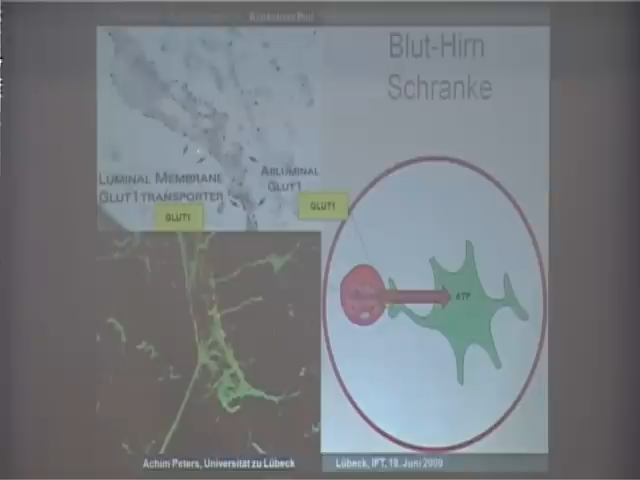 Blut-Hirn
Schranke
LUMINAL MEMBRANE
GLUT1 TRANSPORTER
ABLUMINAL
GLUT1
GLUT1
GLUT1
ATP
Achim Peters, Universität zu Lübeck
Lübeck, IFT, 19. Juni 2009